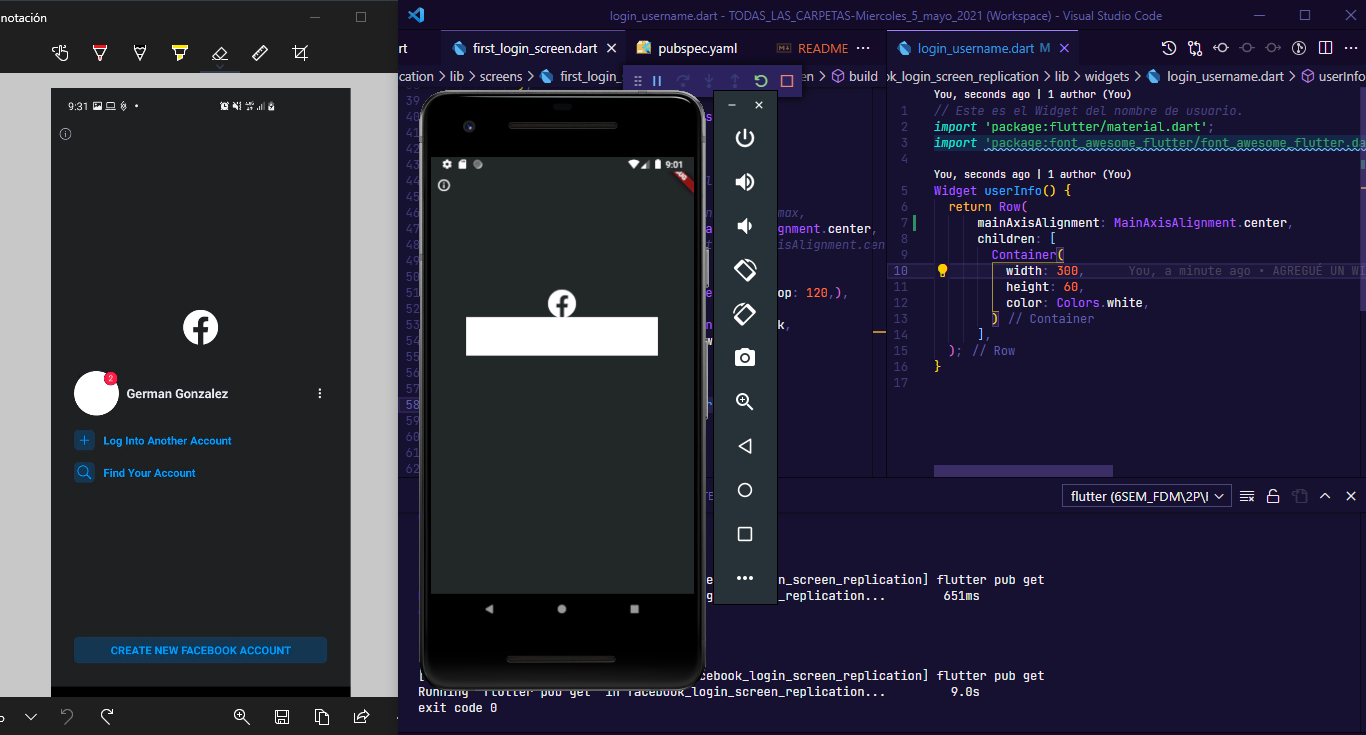 notación
9:31
2
German Gonzalez
Log Into Another Account
Find Your Account
CREATE NEW FACEBOOK ACCOUNT
login_username.dart - TODAS_LAS_CARPETAS-Miercoles_5_mayo_2021 (Workspace) - Visual Studio Code
rt
first_login_screen.dart
pubspec.yaml
README
login_username.dart M
cation > lib > screens > first_login_
en > build
ok_login_screen_replication > lib > widgets > login_username.dart > userInfo
9:01
39
40
41
42
43
44
45
46 max,
47 gnment.center,
48 isAlignment.cen
49
50
51 op: 120,),
52
53 k,
54
55
56
57
58
59
60
61
62
You, seconds ago | 1 author (You)
1 // Este es el Widget del nombre de usuario.
2 import 'package:flutter/material.dart';
3 import 'package:font_awesome_flutter/font_awesome_flutter.da
4
You, seconds ago | 1 author (You)
5 Widget userInfo() {
6 return Row(
7 mainAxisAlignment: MainAxisAlignment.center,
8 children: [
9 Container(
10 width: 300, You, a minute ago • AGREGUÉ UN WI
11 height: 60,
12 color: Colors.white,
13 ) // Container
14 ],
15 ); // Row
16 }
17
flutter (6SEM_FDM\2P\F
en_screen_replication] flutter pub get
_replication... 651ms
cebook_login_screen_replication] flutter pub get
Running "flutter pub get" in facebook_login_screen_replication... 9.0s
exit code 0